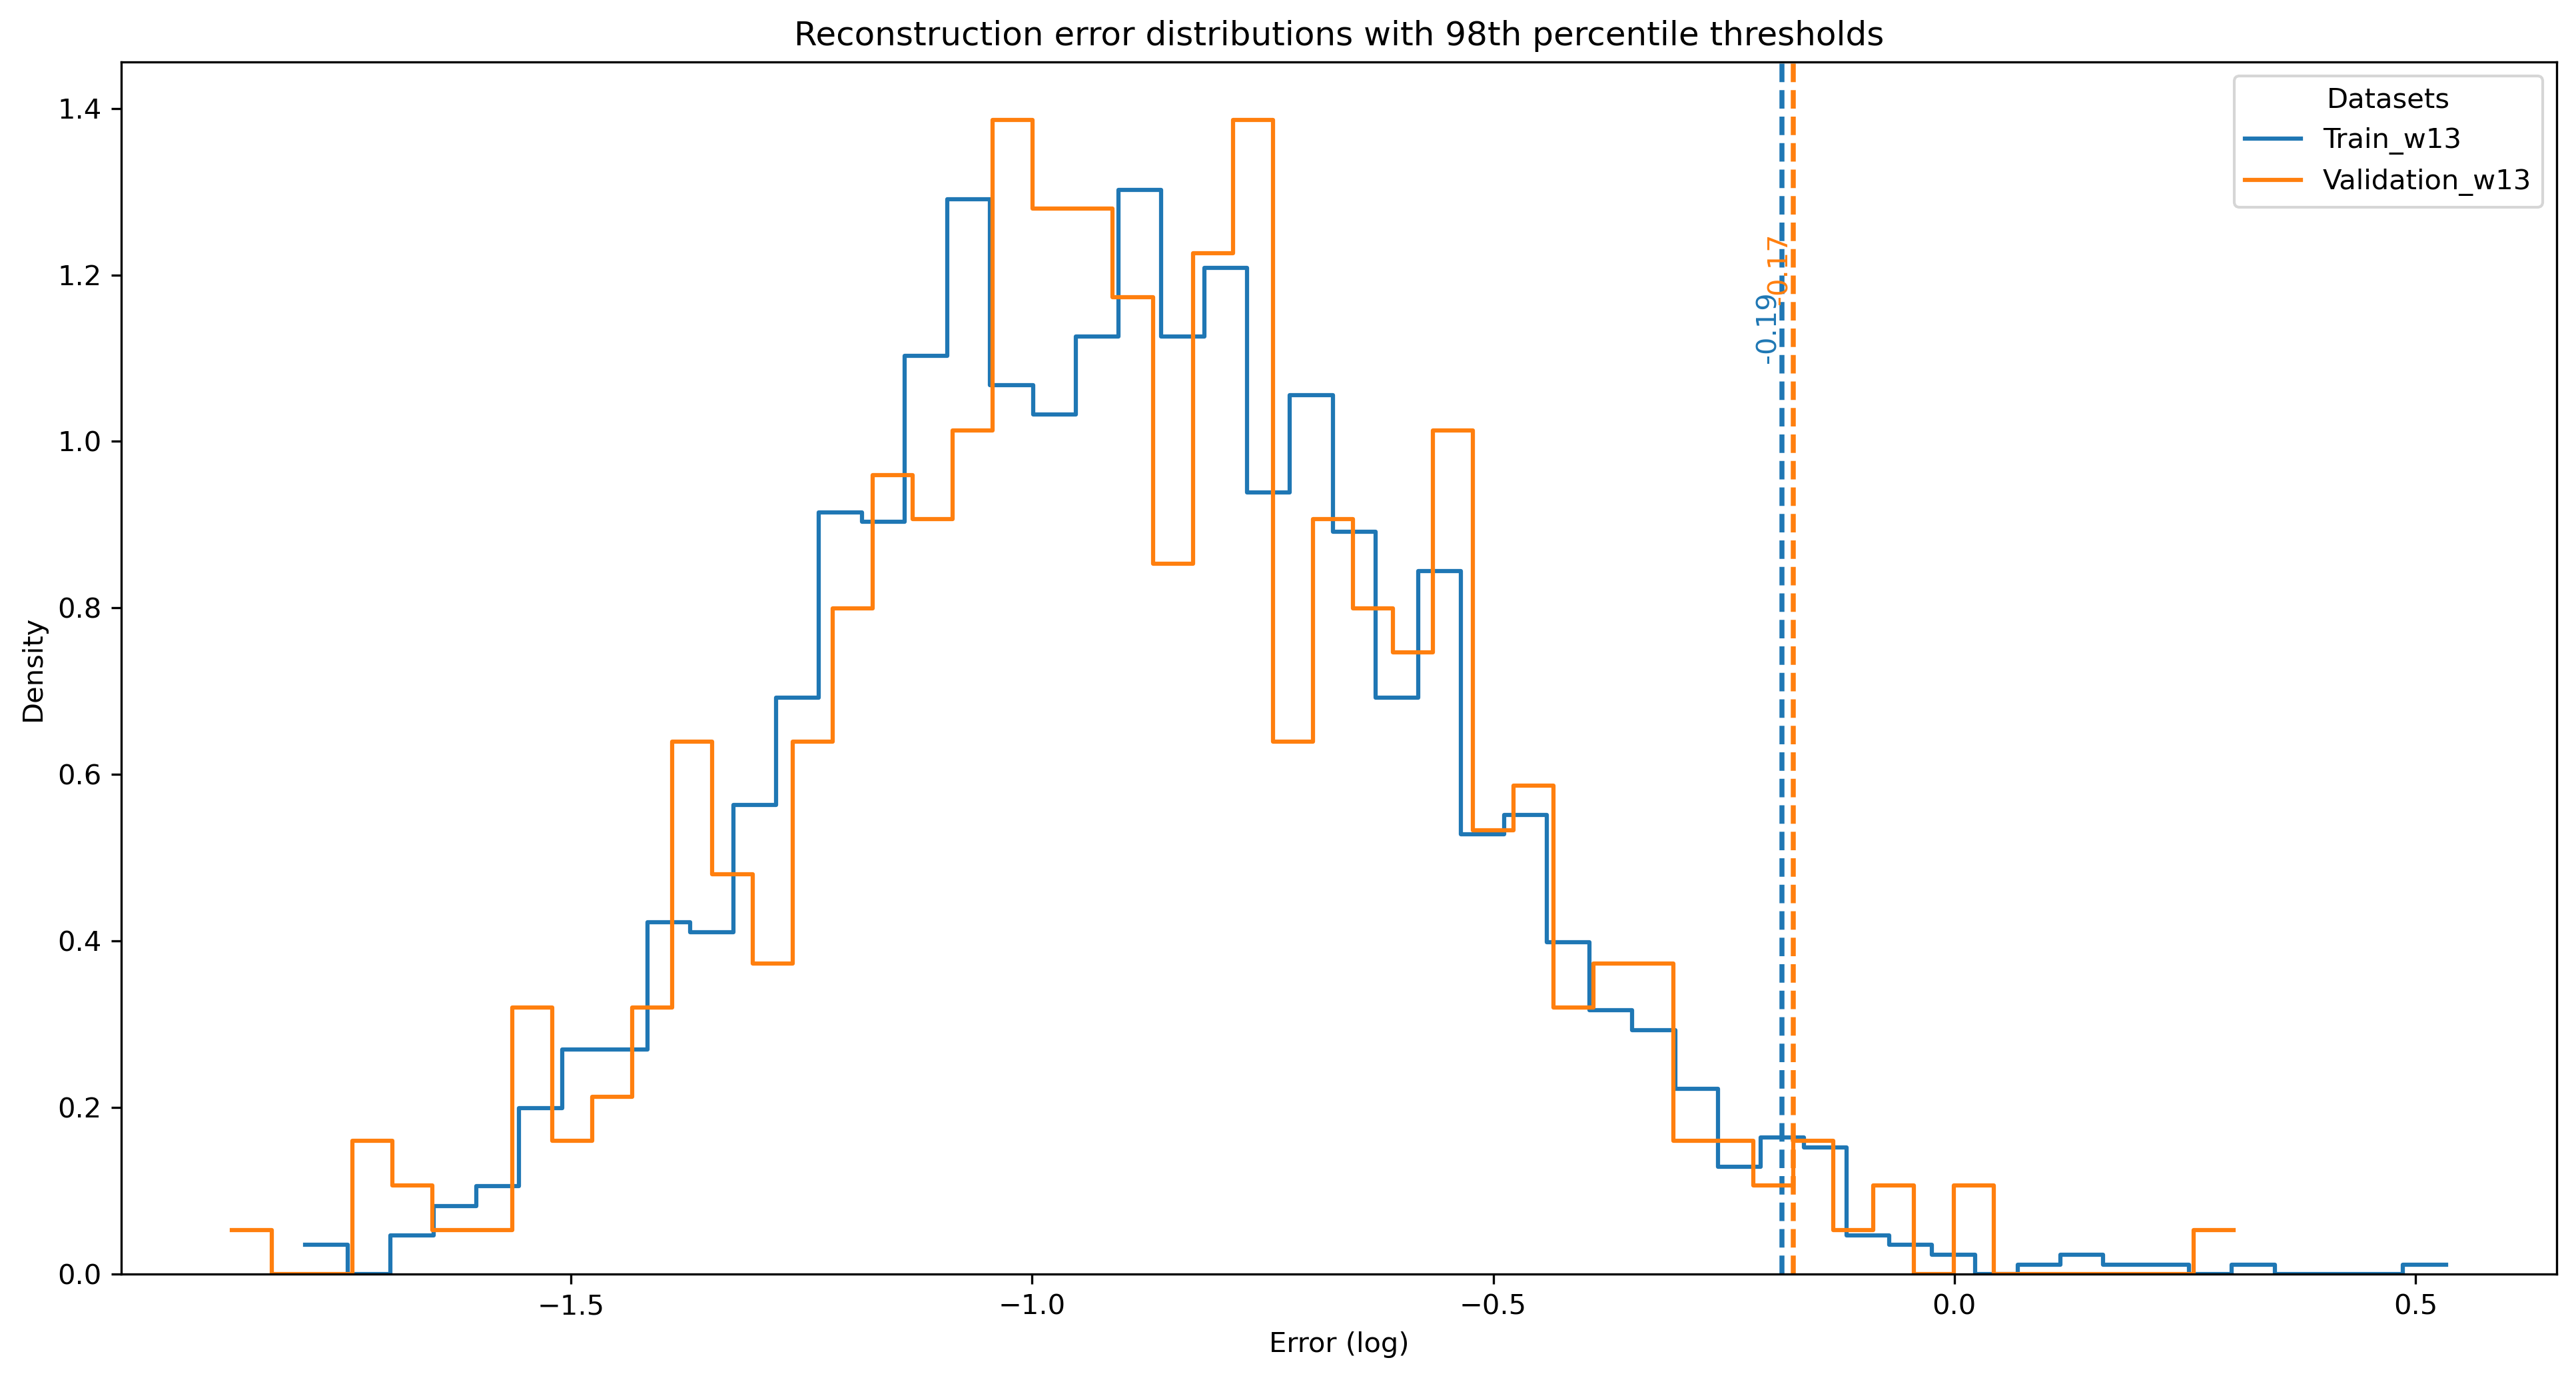 Reconstruction error distributions with 98th percentile thresholds
Datasets
Train_w13
Validation_w13
1.4
1.2
1.0
0.8
0.6
0.4
0.2
0.0
Density
-0.19
-0.17
−1.5
−1.0
−0.5
0.0
0.5
Error (log)